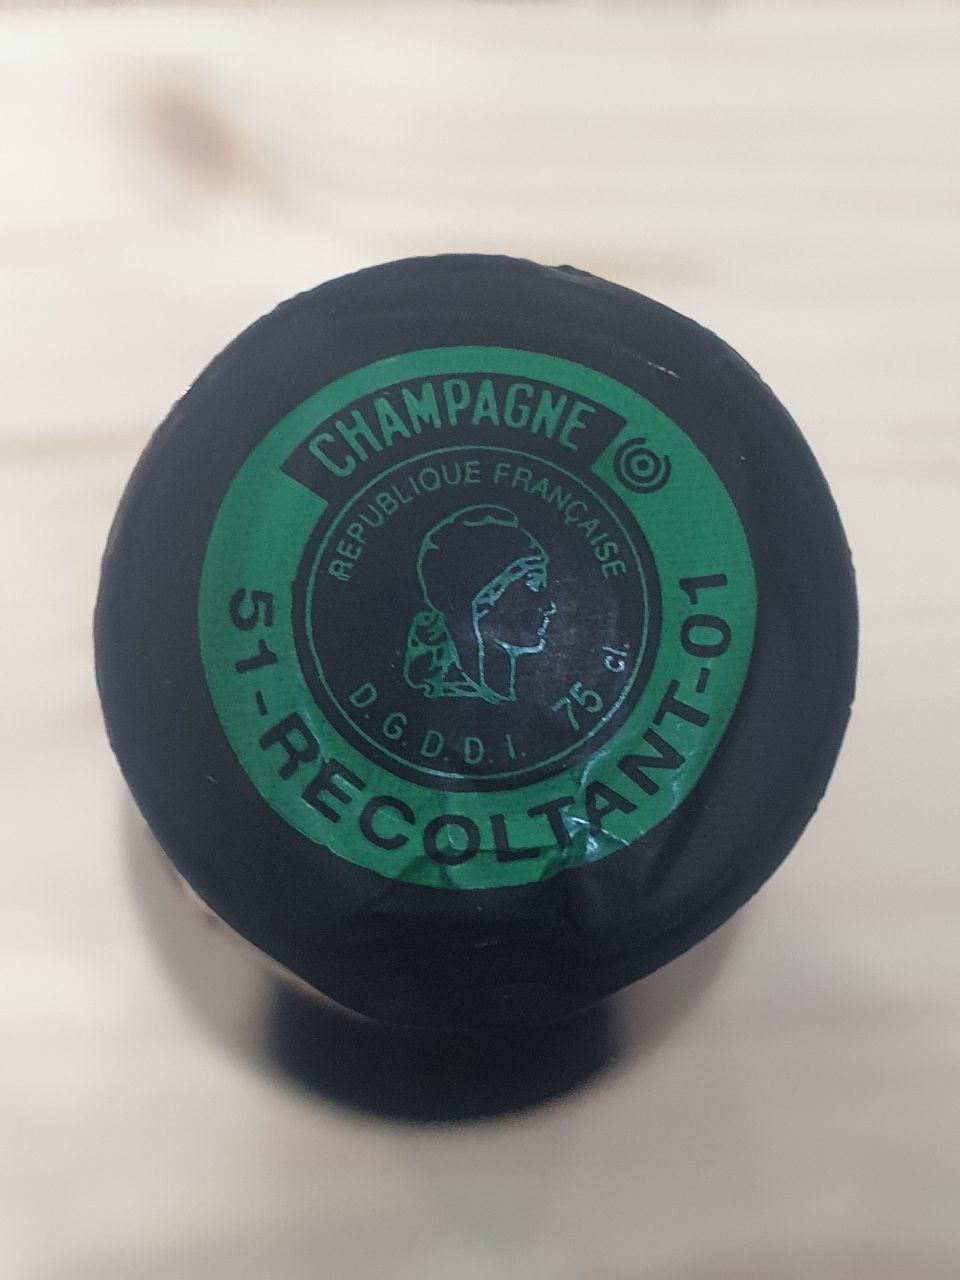 CHAMPAGNE
REPUBLIQUE FRANÇAISE
D.G.D.D.I. 75 cl.
51-RECOLTANT-01